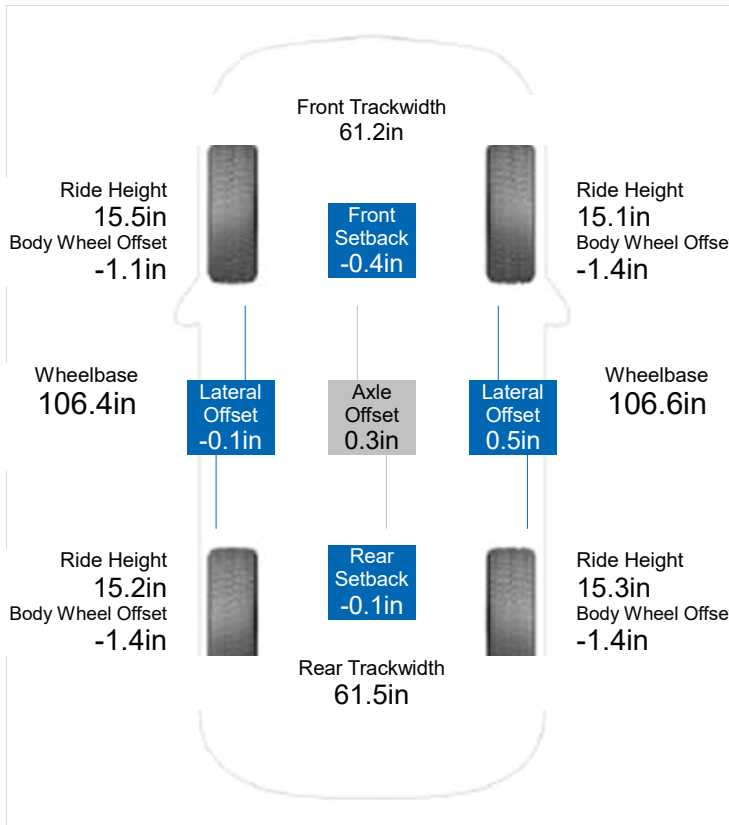 Front Trackwidth
61.2in
Ride Height
15.5in
Body Wheel Offset
-1.1in
Front
Setback
-0.4in
Ride Height
15.1in
Body Wheel Offse
-1.4in
Wheelbase
106.4in
Lateral
Offset
-0.1in
Axle
Offset
0.3in
Lateral
Offset
0.5in
Wheelbase
106.6in
Ride Height
15.2in
Body Wheel Offset
-1.4in
Rear
Setback
-0.1in
Ride Height
15.3in
Body Wheel Offse
-1.4in
Rear Trackwidth
61.5in